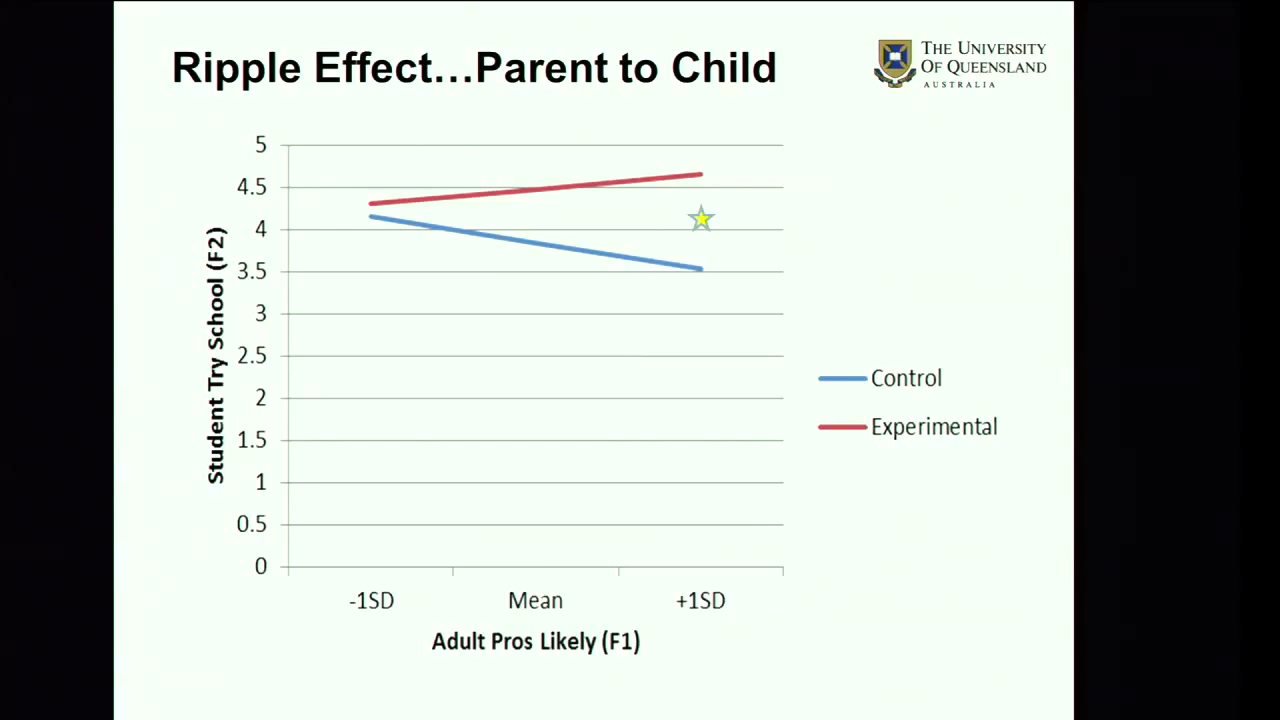 Ripple Effect…Parent to Child
THE UNIVERSITY
OF QUEENSLAND
AUSTRALIA
5
4.5
4
3.5
3
2.5
2
1.5
1
0.5
0
Student Try School (F2)
-1SD
Mean
+1SD
Adult Pros Likely (F1)
Control
Experimental